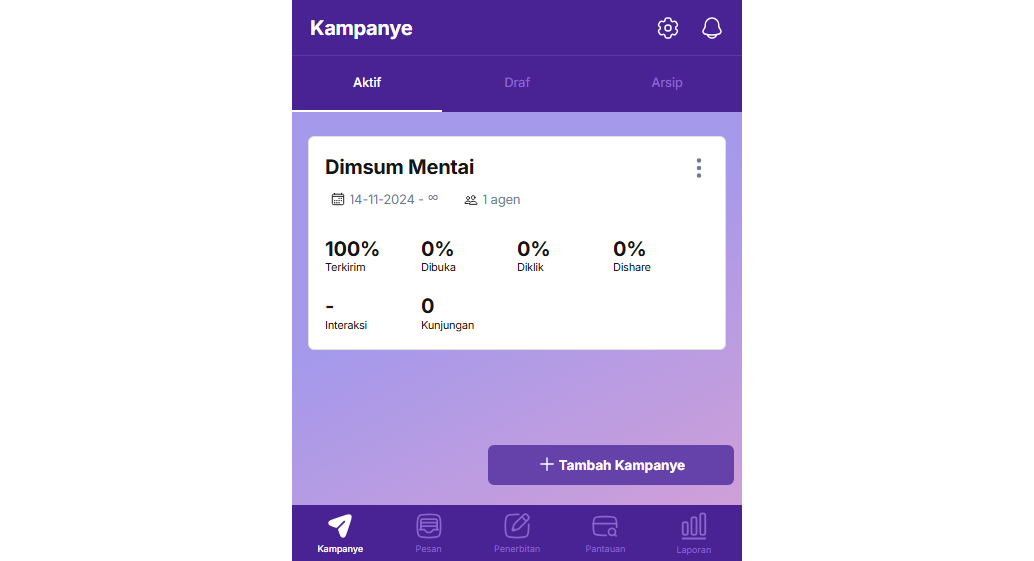 Kampanye
Aktif Draf Arsip
Dimsum Mentai
14-11-2024 - ∞ 1 agen
100% 0% 0% 0%
Terkirim Dibuka Diklik Dishare
- 0
Interaksi Kunjungan
+ Tambah Kampanye
Kampanye Pesan Penerbitan Pantauan Laporan